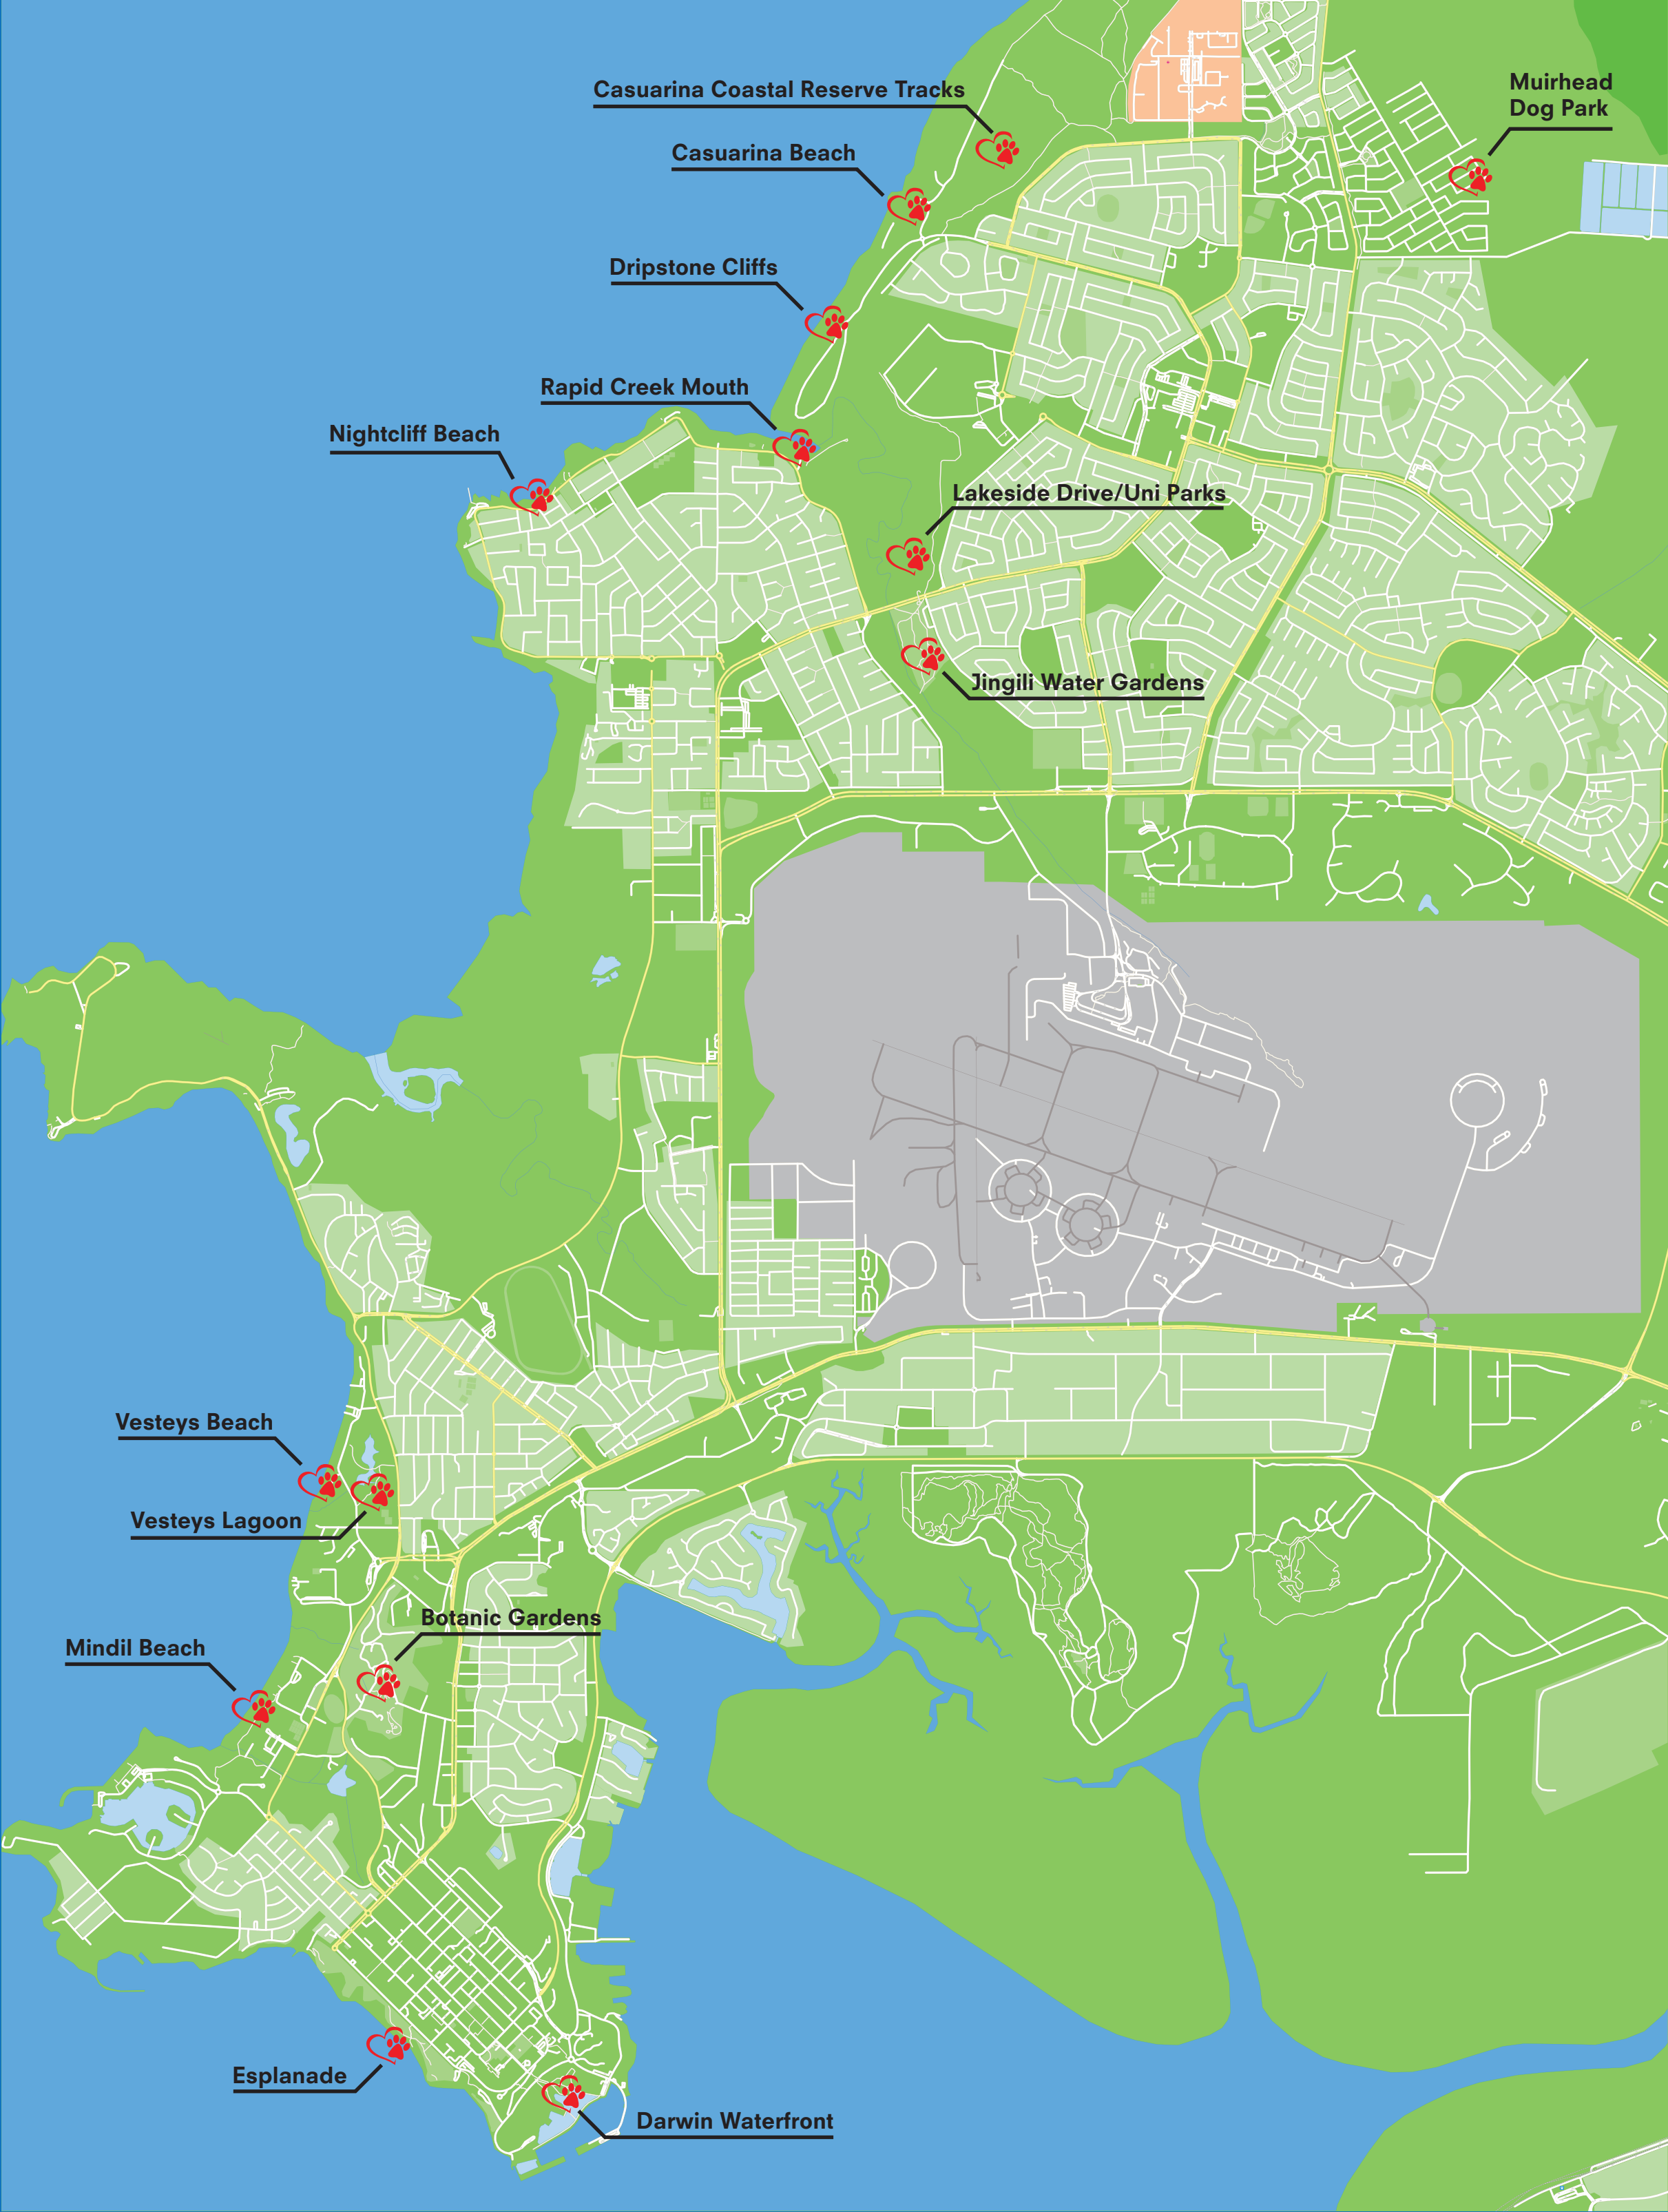 Muirhead
Dog Park
Casuarina Coastal Reserve Tracks
Casuarina Beach
Dripstone Cliffs
Rapid Creek Mouth
Nightcliff Beach
Lakeside Drive/Uni Parks
Jingili Water Gardens
Vesteys Beach
Vesteys Lagoon
Botanic Gardens
Mindil Beach
Esplanade
Darwin Waterfront